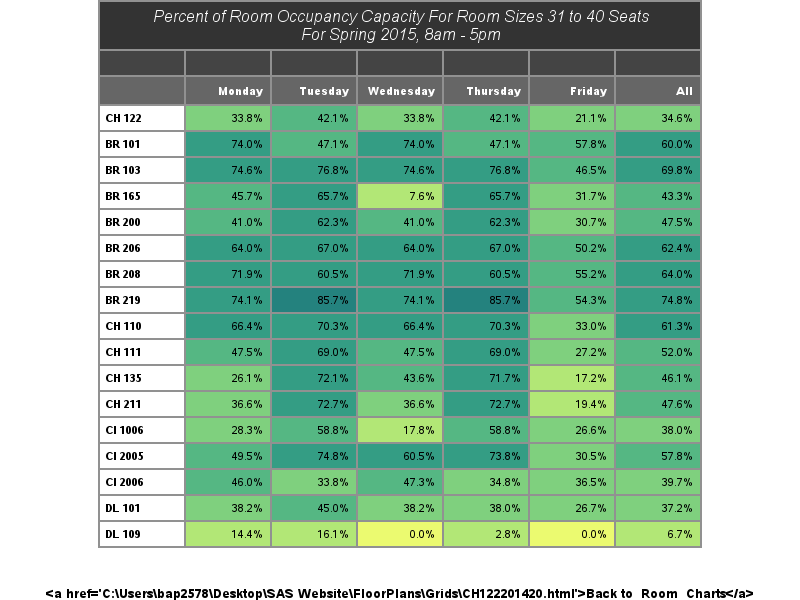 Percent of Room Occupancy Capacity For Room Sizes 31 to 40 Seats
For Spring 2015, 8am - 5pm
Monday Tuesday Wednesday Thursday Friday All
CH 122 33.8% 42.1% 33.8% 42.1% 21.1% 34.6%
BR 101 74.0% 47.1% 74.0% 47.1% 57.8% 60.0%
BR 103 74.6% 76.8% 74.6% 76.8% 46.5% 69.8%
BR 165 45.7% 65.7% 7.6% 65.7% 31.7% 43.3%
BR 200 41.0% 62.3% 41.0% 62.3% 30.7% 47.5%
BR 206 64.0% 67.0% 64.0% 67.0% 50.2% 62.4%
BR 208 71.9% 60.5% 71.9% 60.5% 55.2% 64.0%
BR 219 74.1% 85.7% 74.1% 85.7% 54.3% 74.8%
CH 110 66.4% 70.3% 66.4% 70.3% 33.0% 61.3%
CH 111 47.5% 69.0% 47.5% 69.0% 27.2% 52.0%
CH 135 26.1% 72.1% 43.6% 71.7% 17.2% 46.1%
CH 211 36.6% 72.7% 36.6% 72.7% 19.4% 47.6%
CI 1006 28.3% 58.8% 17.8% 58.8% 26.6% 38.0%
CI 2005 49.5% 74.8% 60.5% 73.8% 30.5% 57.8%
CI 2006 46.0% 33.8% 47.3% 34.8% 36.5% 39.7%
DL 101 38.2% 45.0% 38.2% 38.0% 26.7% 37.2%
DL 109 14.4% 16.1% 0.0% 2.8% 0.0% 6.7%
<a href='C:\Users\bap2578\Desktop\SAS Website\FloorPlans\Grids\CH122201420.html'>Back to Room Charts</a>